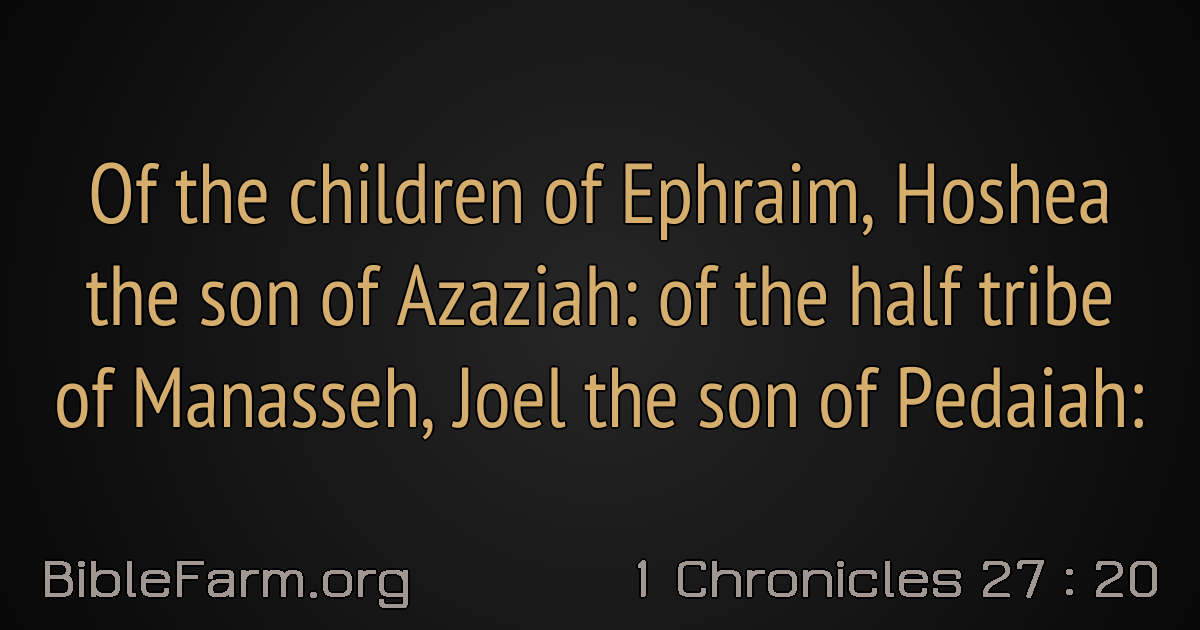 Of the children of Ephraim, Hoshea
the son of Azaziah: of the half tribe
of Manasseh, Joel the son of Pedaiah:
BibleFarm.org
1 Chronicles 27 : 20